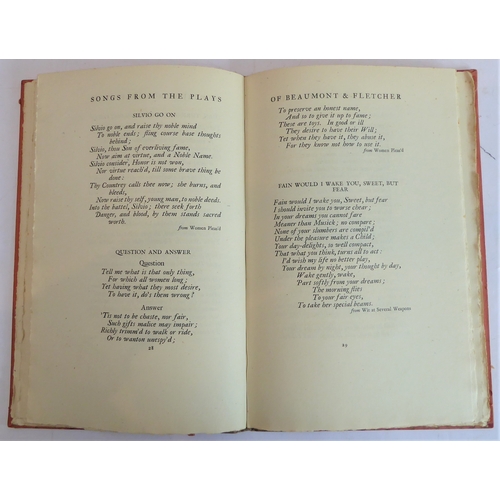 SONGS FROM THE PLAYS
SILVIO GO ON
Silvio go on, and raise thy noble mind
To noble ends; fling course base thoughts
behind;
Silvio, thou Son of everliving fame,
Now aim at virtue, and a Noble Name.
Silvio consider, Honor is not won,
Nor virtue reach'd, till some brave thing be
done:
Thy Countrey calls thee now; she burns, and
bleeds,
Now raise thy self, young man, to noble deeds.
Into the battel, Silvio; there seek forth
Danger, and blood, by them stands sacred
worth.
from Women Pleas'd
QUESTION AND ANSWER
Question
Tell me what is that only thing,
For which all women long;
Yet having what they most desire,
To have it, do's them wrong?
Answer
'Tis not to be chaste, nor fair,
Such gifts malice may impair;
Richly trimm'd to walk or ride,
Or to wanton unespy'd;
28
OF BEAUMONT & FLETCHER
To preserve an honest name,
And so to give it up to fame;
These are toys. In good or ill
They desire to have their Will;
Yet when they have it, they abuse it,
For they know not how to use it.
from Women Pleas'd
FAIN WOULD I WAKE YOU, SWEET, BUT
FEAR
Fain would I wake you, Sweet, but fear
I should invite you to worse chear;
In your dreams you cannot fare
Meaner than Musick; no compare;
None of your slumbers are compil'd
Under the pleasure makes a Child;
Your day-delights, so well compact,
That what you think, turns all to act:
I'd wish my life no better play,
Your dream by night, your thought by day,
Wake gently, wake,
Part softly from your dreams;
The morning flies
To your fair eyes,
To take her special beams.
from Wit at Several Weapons
29